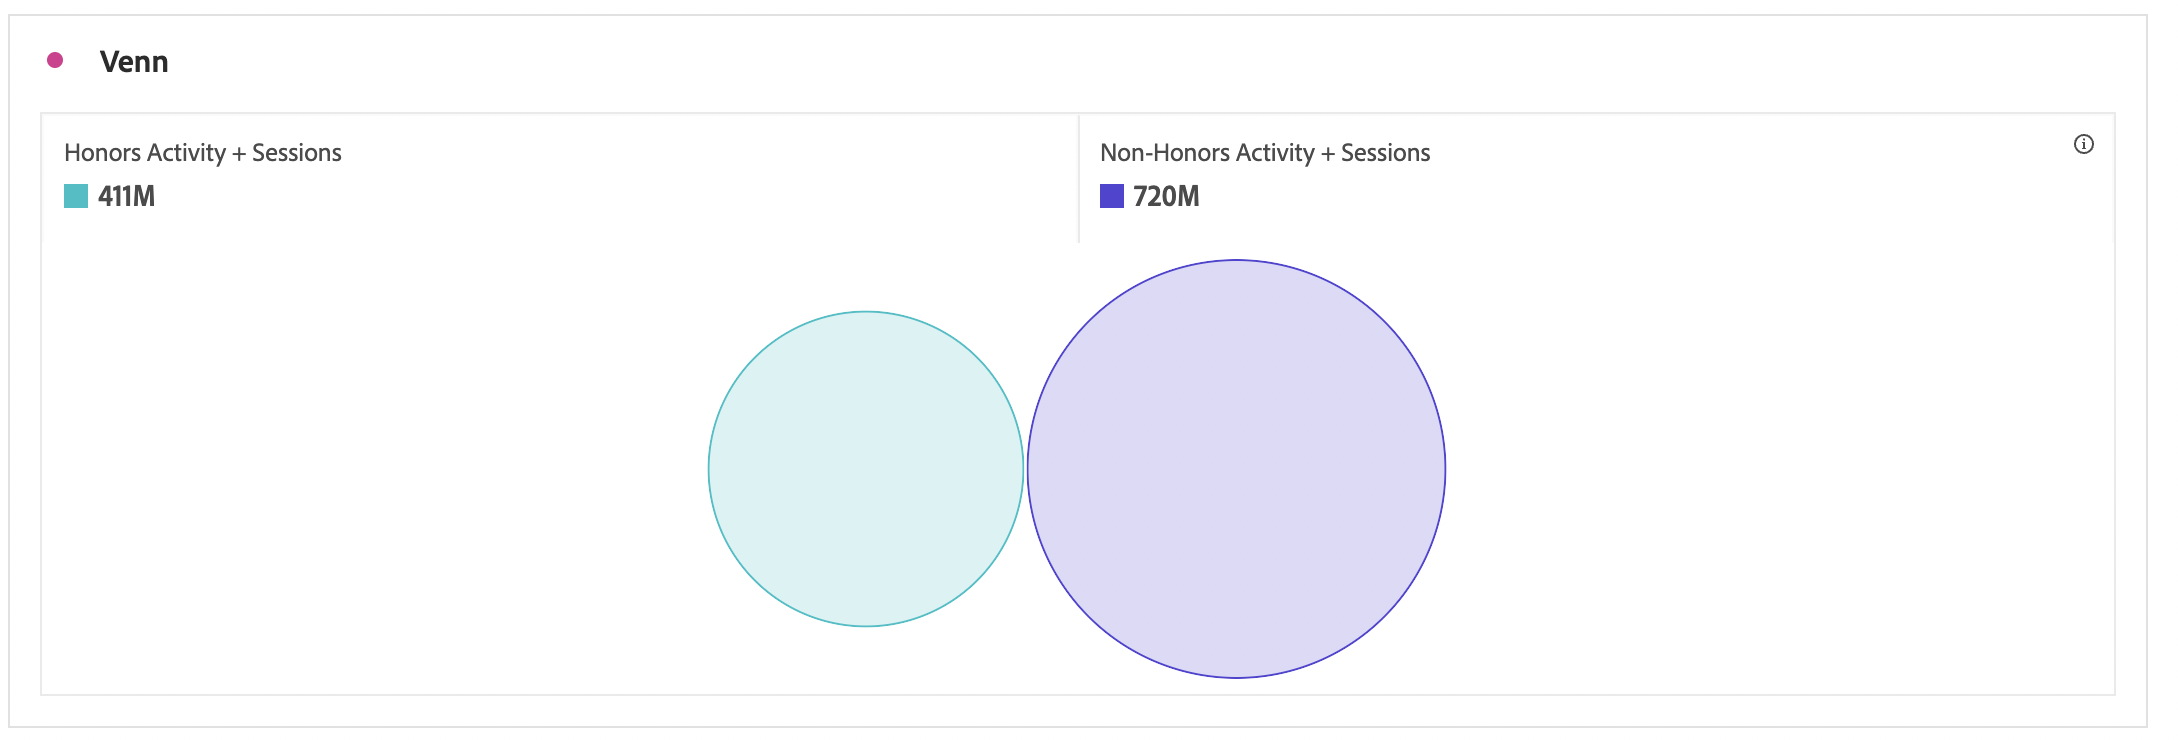 Venn
Honors Activity + Sessions
411M
Non-Honors Activity + Sessions
720M